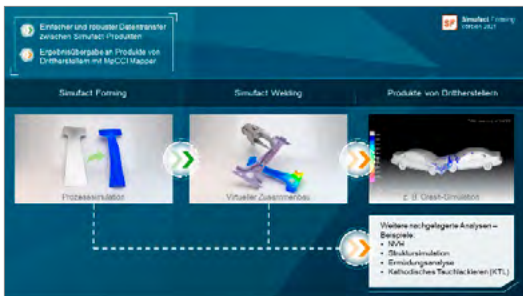 Einfacher und robuster Datentransfer
zwischen Simufact Produkten
Ergebnisübergabe an Produkte von
Drittherstellern mit MpCCI Mapper
SF
Simufact Forming
Version 2021
Simufact Forming
Simufact Welding
Produkte von Drittherstellern
Prozesssimulation
Virtueller Zusammenbau
z. B. Crash-Simulation
Weitere nachgelagerte Analysen –
Beispiele:
• NVH
• Struktursimulation
• Ermüdungsanalyse
• Kathodisches Tauchlackieren (KTL)